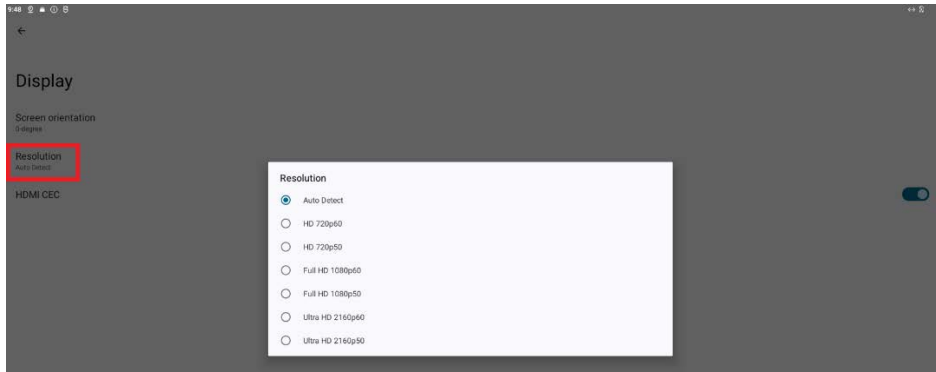 9:48
Display
Screen orientation
0-degree
Resolution
Auto Detect
HDMI CEC
Resolution
Auto Detect
HD 720p60
HD 720p50
Full HD 1080p60
Full HD 1080p50
Ultra HD 2160p60
Ultra HD 2160p50